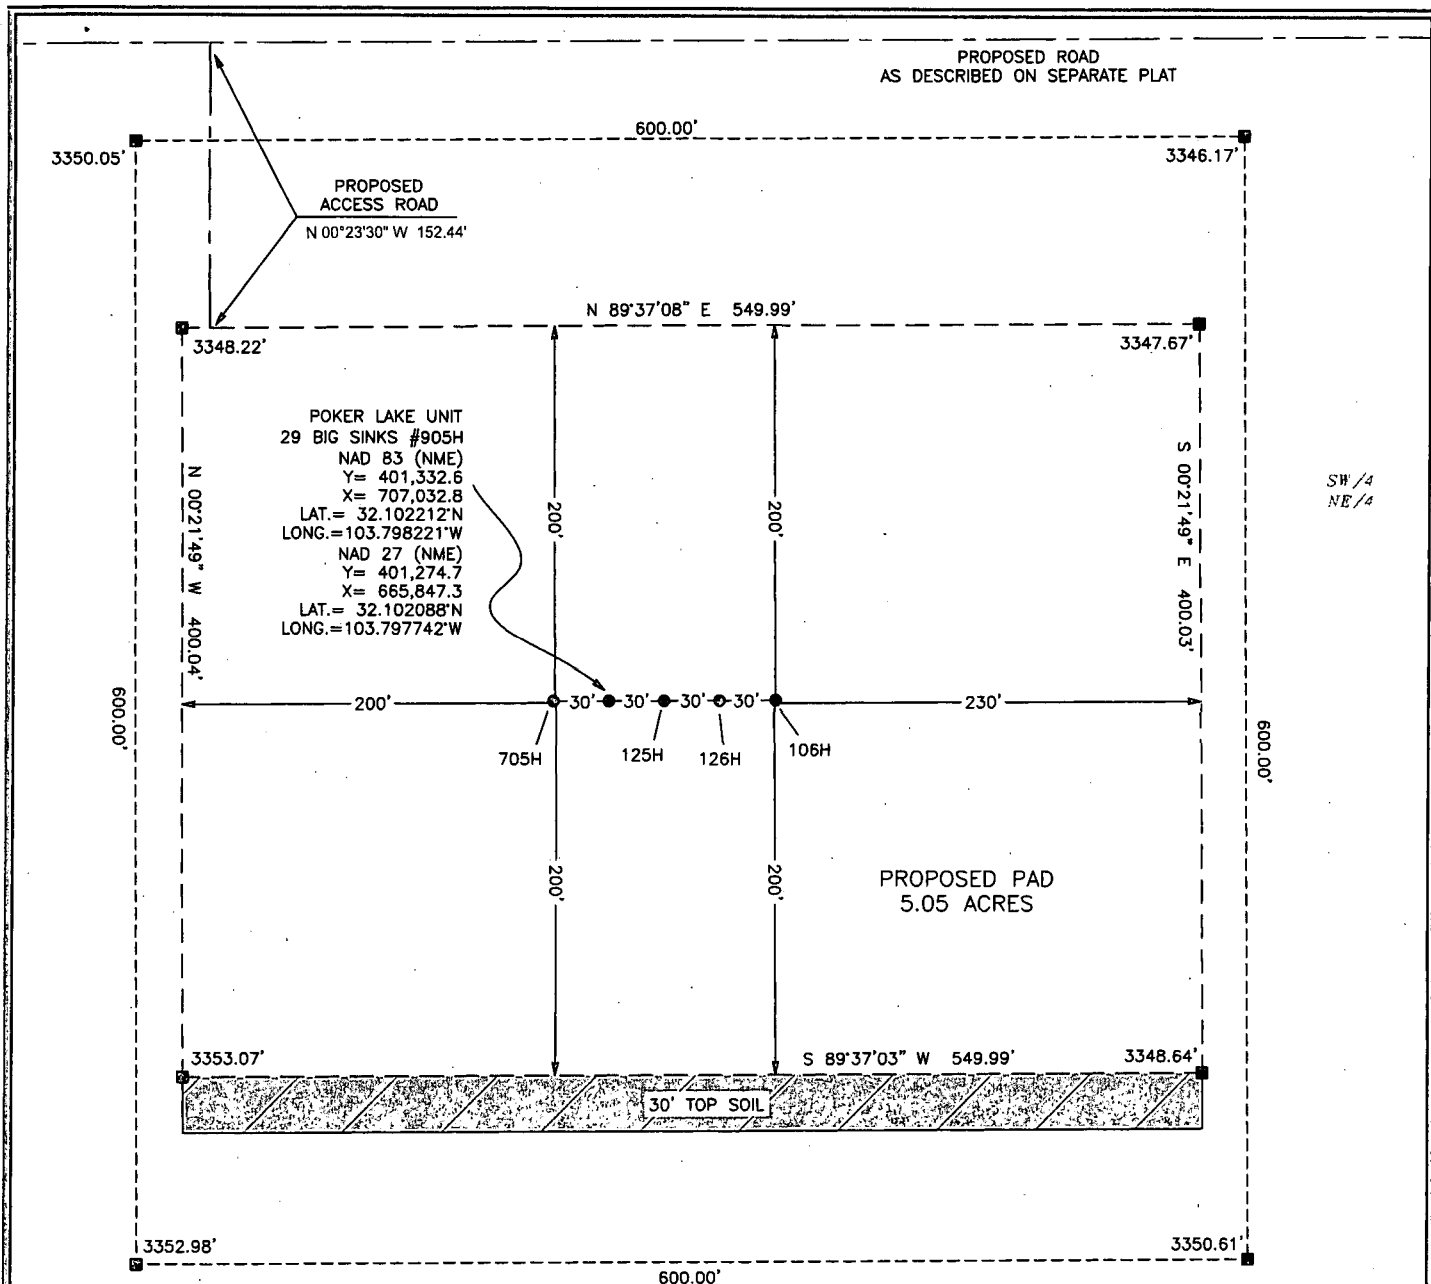 PROPOSED ROAD
AS DESCRIBED ON SEPARATE PLAT
600.00'
3350.05'
3346.17'
PROPOSED
ACCESS ROAD
N 00°23'30" W 152.44'
N 89°37'08" E 549.99'
3348.22'
3347.67'
POKER LAKE UNIT
29 BIG SINKS #905H
NAD 83 (NME)
Y= 401,332.6
X= 707,032.8
LAT.= 32.102212°N
LONG.=103.798221°W
NAD 27 (NME)
Y= 401,274.7
X= 665,847.3
LAT.= 32.102088°N
LONG.=103.797742°W
N 00°21'49" W 400.04'
200'
200'
S 00°21'49" E 400.03'
SW/4
NE/4
600.00'
200'
30'
30'
30'
30'
230'
600.00'
705H
125H
126H
106H
200'
200'
PROPOSED PAD
5.05 ACRES
3353.07'
S 89°37'03" W 549.99'
3348.64'
30' TOP SOIL
3352.98'
3350.61'
600.00'